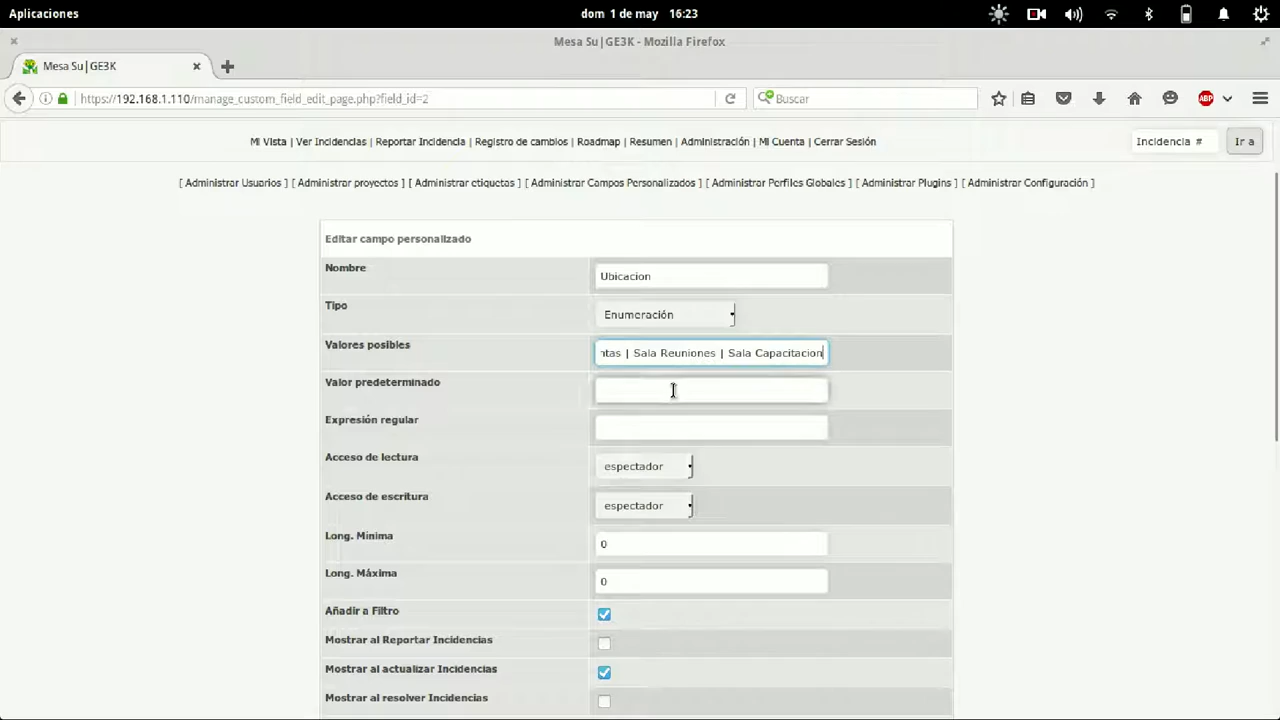 Aplicaciones
dom 1 de may 16:23
Mesa Su|GE3K - Mozilla Firefox
Mesa Su|GE3K
https://192.168.1.110/manage_custom_field_edit_page.php?field_id=2
Buscar
ABP
Mi Vista | Ver Incidencias | Reportar Incidencia | Registro de cambios | Roadmap | Resumen | Administración | Mi Cuenta | Cerrar Sesión
Incidencia #
Ir a
[ Administrar Usuarios ] [ Administrar proyectos ] [ Administrar etiquetas ] [ Administrar Campos Personalizados ] [ Administrar Perfiles Globales ] [ Administrar Plugins ] [ Administrar Configuración ]
Editar campo personalizado
Nombre
Ubicacion
Tipo
Enumeración
Valores posibles
ntas | Sala Reuniones | Sala Capacitacion
Valor predeterminado
Expresión regular
Acceso de lectura
espectador
Acceso de escritura
espectador
Long. Mínima
0
Long. Máxima
0
Añadir a Filtro
Mostrar al Reportar Incidencias
Mostrar al actualizar Incidencias
Mostrar al resolver Incidencias